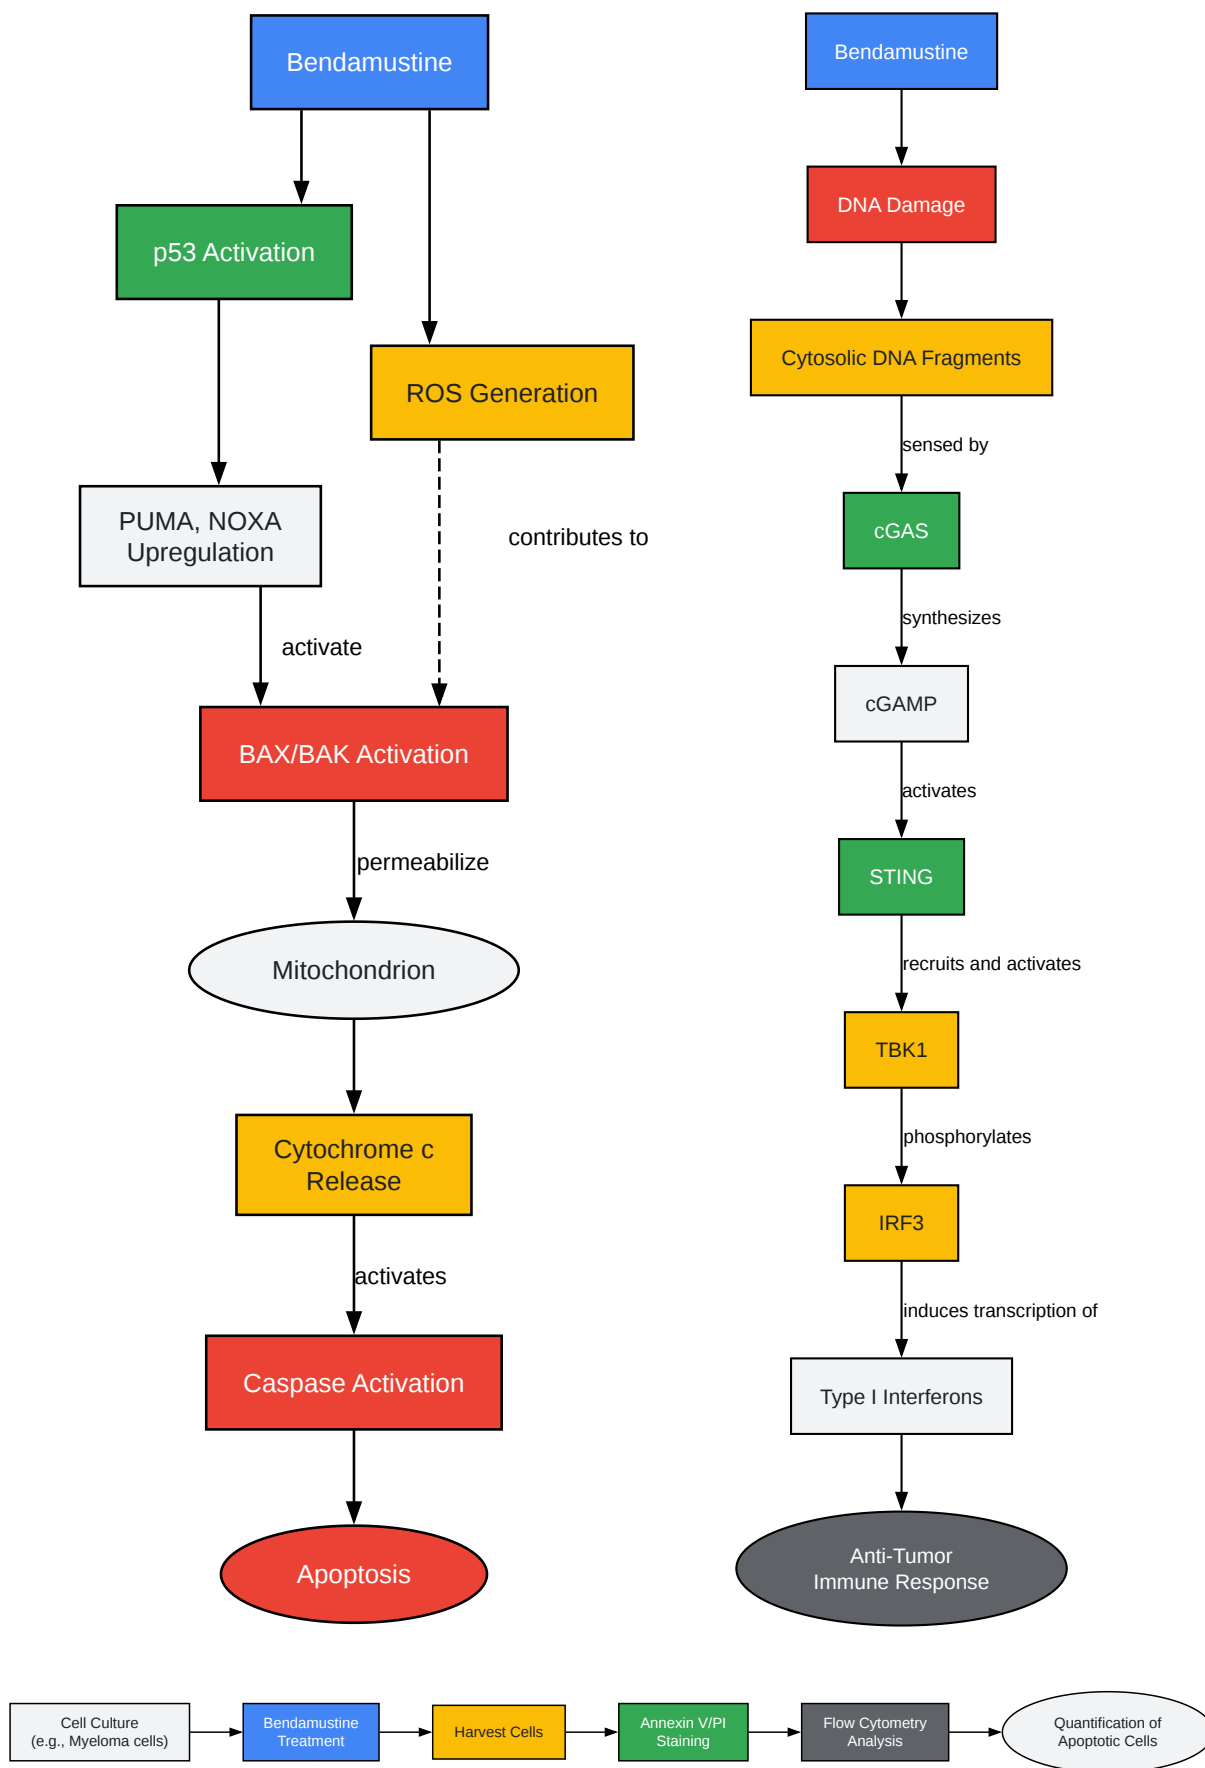 Bendamustine
p53 Activation
ROS Generation
PUMA, NOXA
Upregulation
contributes to
activate
BAX/BAK Activation
permeabilize
Mitochondrion
Cytochrome c
Release
activates
Caspase Activation
Apoptosis
Bendamustine
DNA Damage
Cytosolic DNA Fragments
sensed by
cGAS
synthesizes
cGAMP
activates
STING
recruits and activates
TBK1
phosphorylates
IRF3
induces transcription of
Type I Interferons
Anti-Tumor
Immune Response
Cell Culture
(e.g., Myeloma cells)
Bendamustine
Treatment
Harvest Cells
Annexin V/PI
Staining
Flow Cytometry
Analysis
Quantification of
Apoptotic Cells